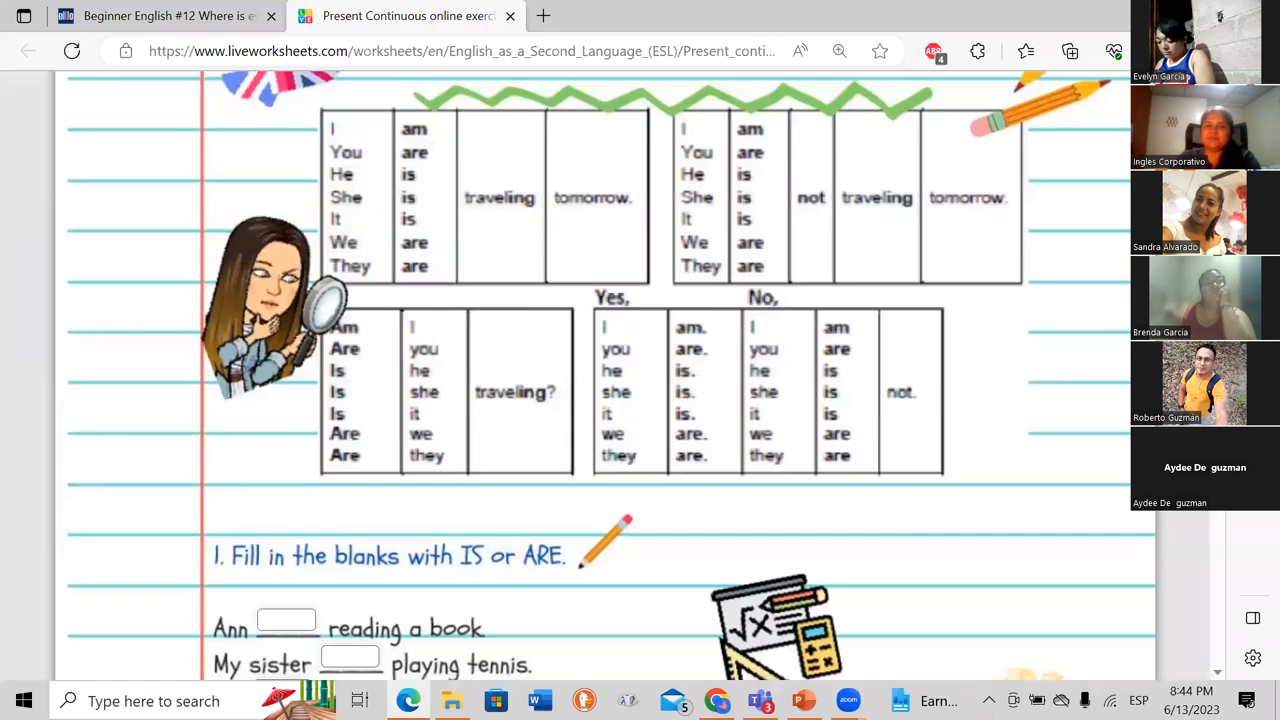 Beginner English #12 Where is e
Present Continuous online exerci
https://www.liveworksheets.com/worksheets/en/English_as_a_Second_Language_(ESL)/Present_conti...
ABP
4
I am
You are
He is
She is traveling tomorrow.
It is
We are
They are
I am
You are
He is
She is not traveling tomorrow.
It is
We are
They are
Yes, No,
Am I
Are you
Is he
Is she traveling?
Is it
Are we
Are they
I am. I am
you are. you are
he is. he is
she is. she is not.
it is. it is
we are. we are
they are. they are
1. Fill in the blanks with IS or ARE.
Ann reading a book.
My sister playing tennis.
Evelyn García
Ingles Corporativo
Sandra Alvarado
Brenda Garcia
Roberto Guzmán
Aydee De guzman
Aydee De guzman
Type here to search
5
3
zoom
Earn...
ESP
8:44 PM
6/13/2023